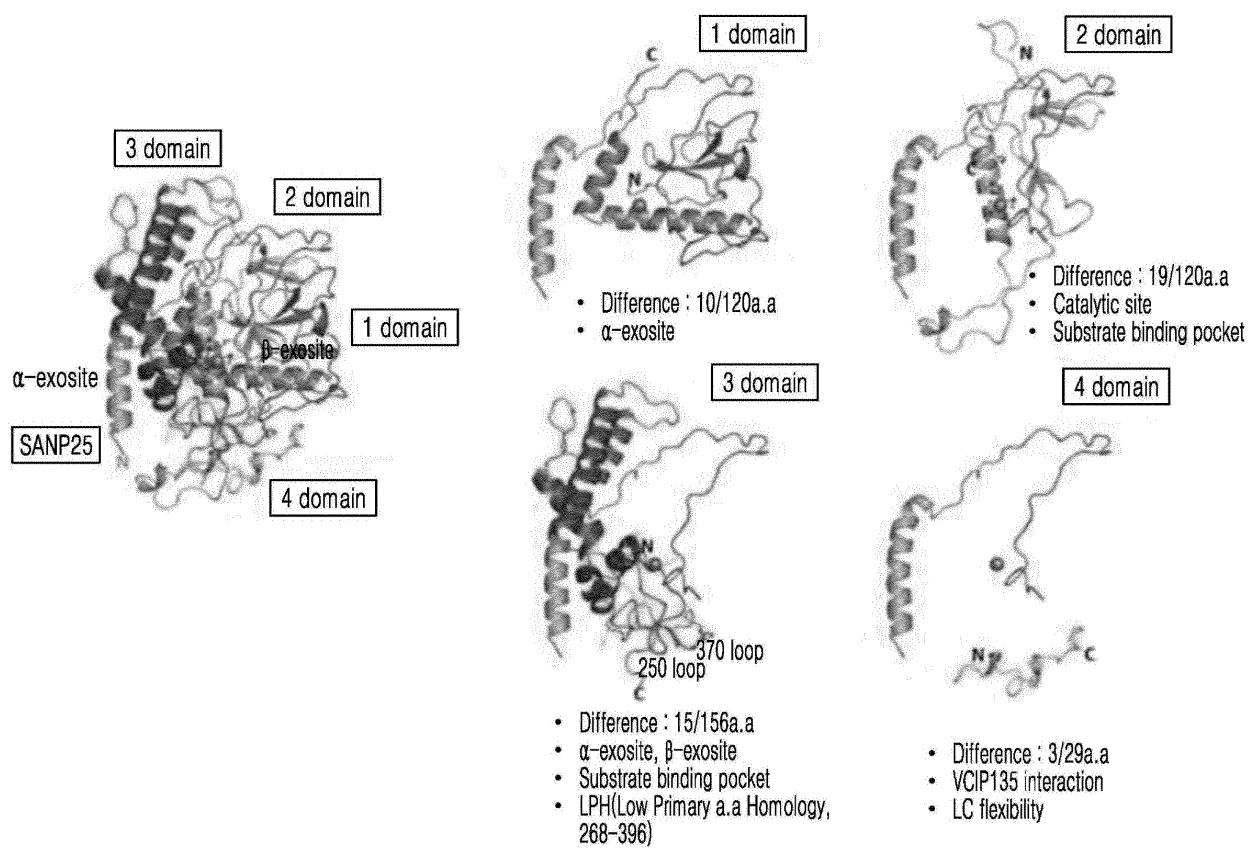 3 domain
2 domain
1 domain
β-exosite
α-exosite
SANP25
N
4 domain
1 domain
C
N
• Difference : 10/120a.a
• α-exosite
2 domain
N
C
• Difference : 19/120a.a
• Catalytic site
• Substrate binding pocket
3 domain
N
370 loop
250 loop
C
• Difference : 15/156a.a
• α-exosite, β-exosite
• Substrate binding pocket
• LPH(Low Primary a.a Homology,
268-396)
4 domain
N
C
• Difference : 3/29a.a
• VCIP135 interaction
• LC flexibility